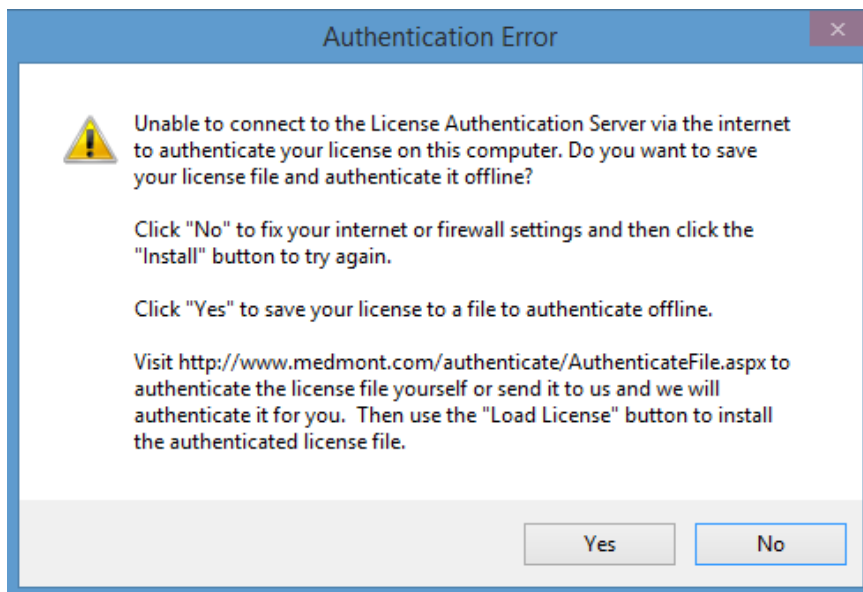 Authentication Error
Unable to connect to the License Authentication Server via the internet
to authenticate your license on this computer. Do you want to save
your license file and authenticate it offline?
Click "No" to fix your internet or firewall settings and then click the
"Install" button to try again.
Click "Yes" to save your license to a file to authenticate offline.
Visit http://www.medmont.com/authenticate/AuthenticateFile.aspx to
authenticate the license file yourself or send it to us and we will
authenticate it for you.  Then use the "Load License" button to install
the authenticated license file.
Yes
No